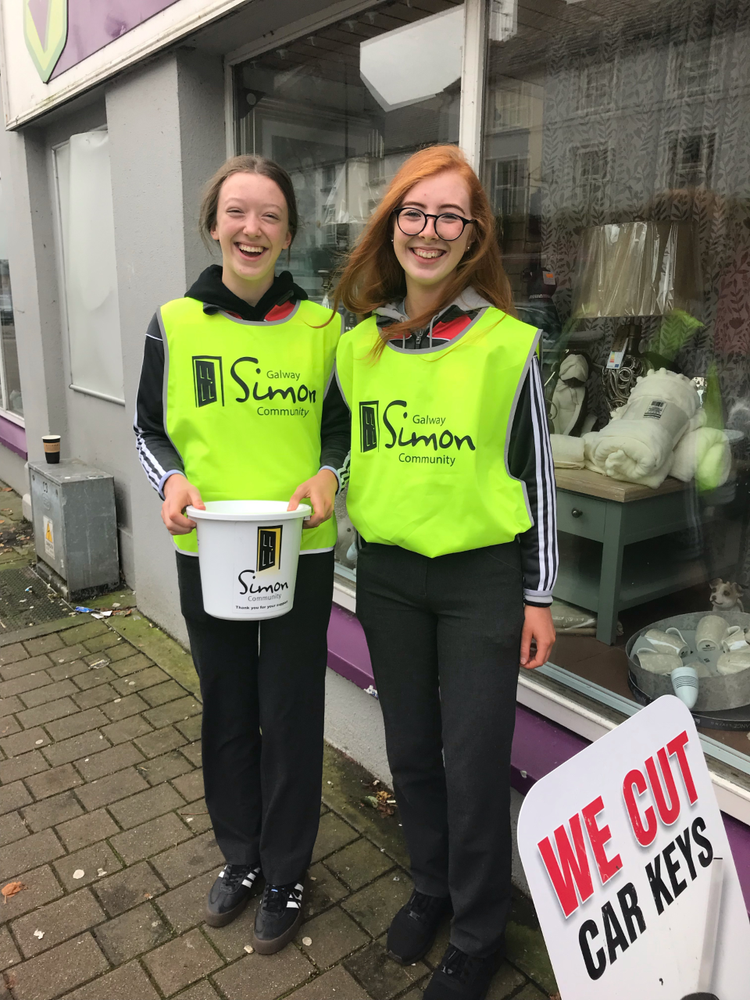 Galway
Simon
Community
Galway
Simon
Community
Simon
Community
Thank you for your support
WE CUT
CAR KEYS